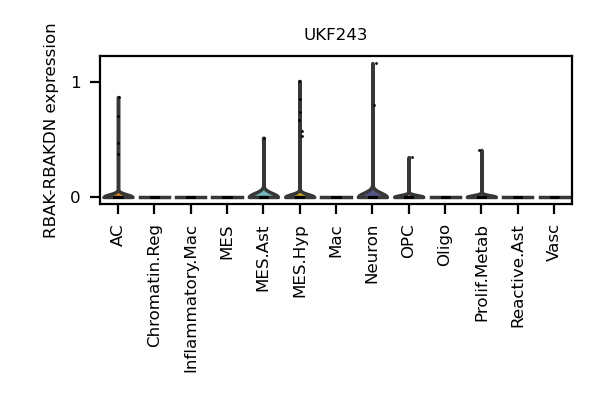 UKF243
RBAK-RBAKDN expression
1
0
AC
Chromatin.Reg
Inflammatory.Mac
MES
MES.Ast
MES.Hyp
Mac
Neuron
OPC
Oligo
Prolif.Metab
Reactive.Ast
Vasc